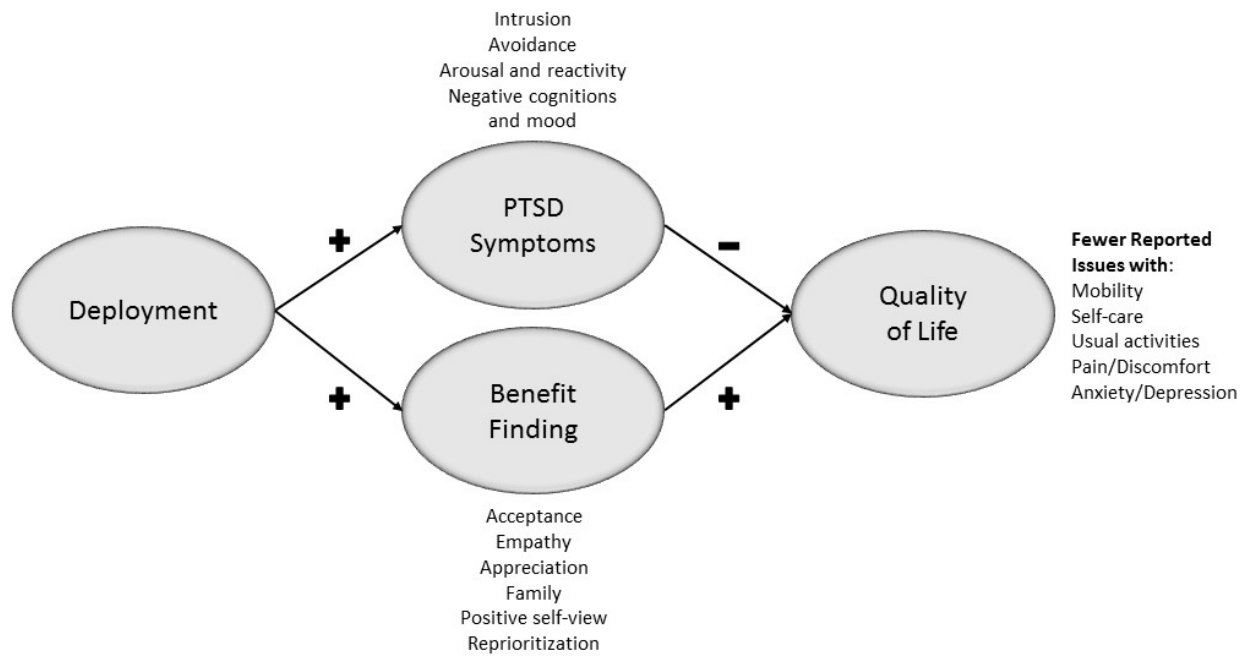 Intrusion
Avoidance
Arousal and reactivity
Negative cognitions
and mood
PTSD
Symptoms
+
-
Deployment
Quality
of Life
Fewer Reported
Issues with:
Mobility
Self-care
Usual activities
Pain/Discomfort
Anxiety/Depression
+
+
Benefit
Finding
Acceptance
Empathy
Appreciation
Family
Positive self-view
Reprioritization